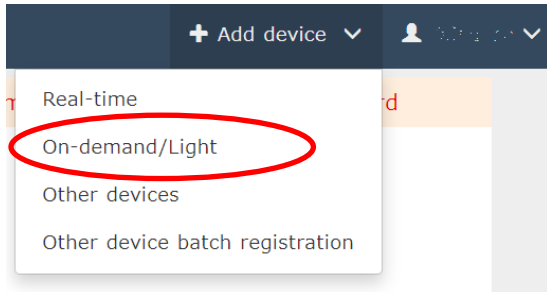 Add device
Real-time
On-demand/Light
Other devices
Other device batch registration